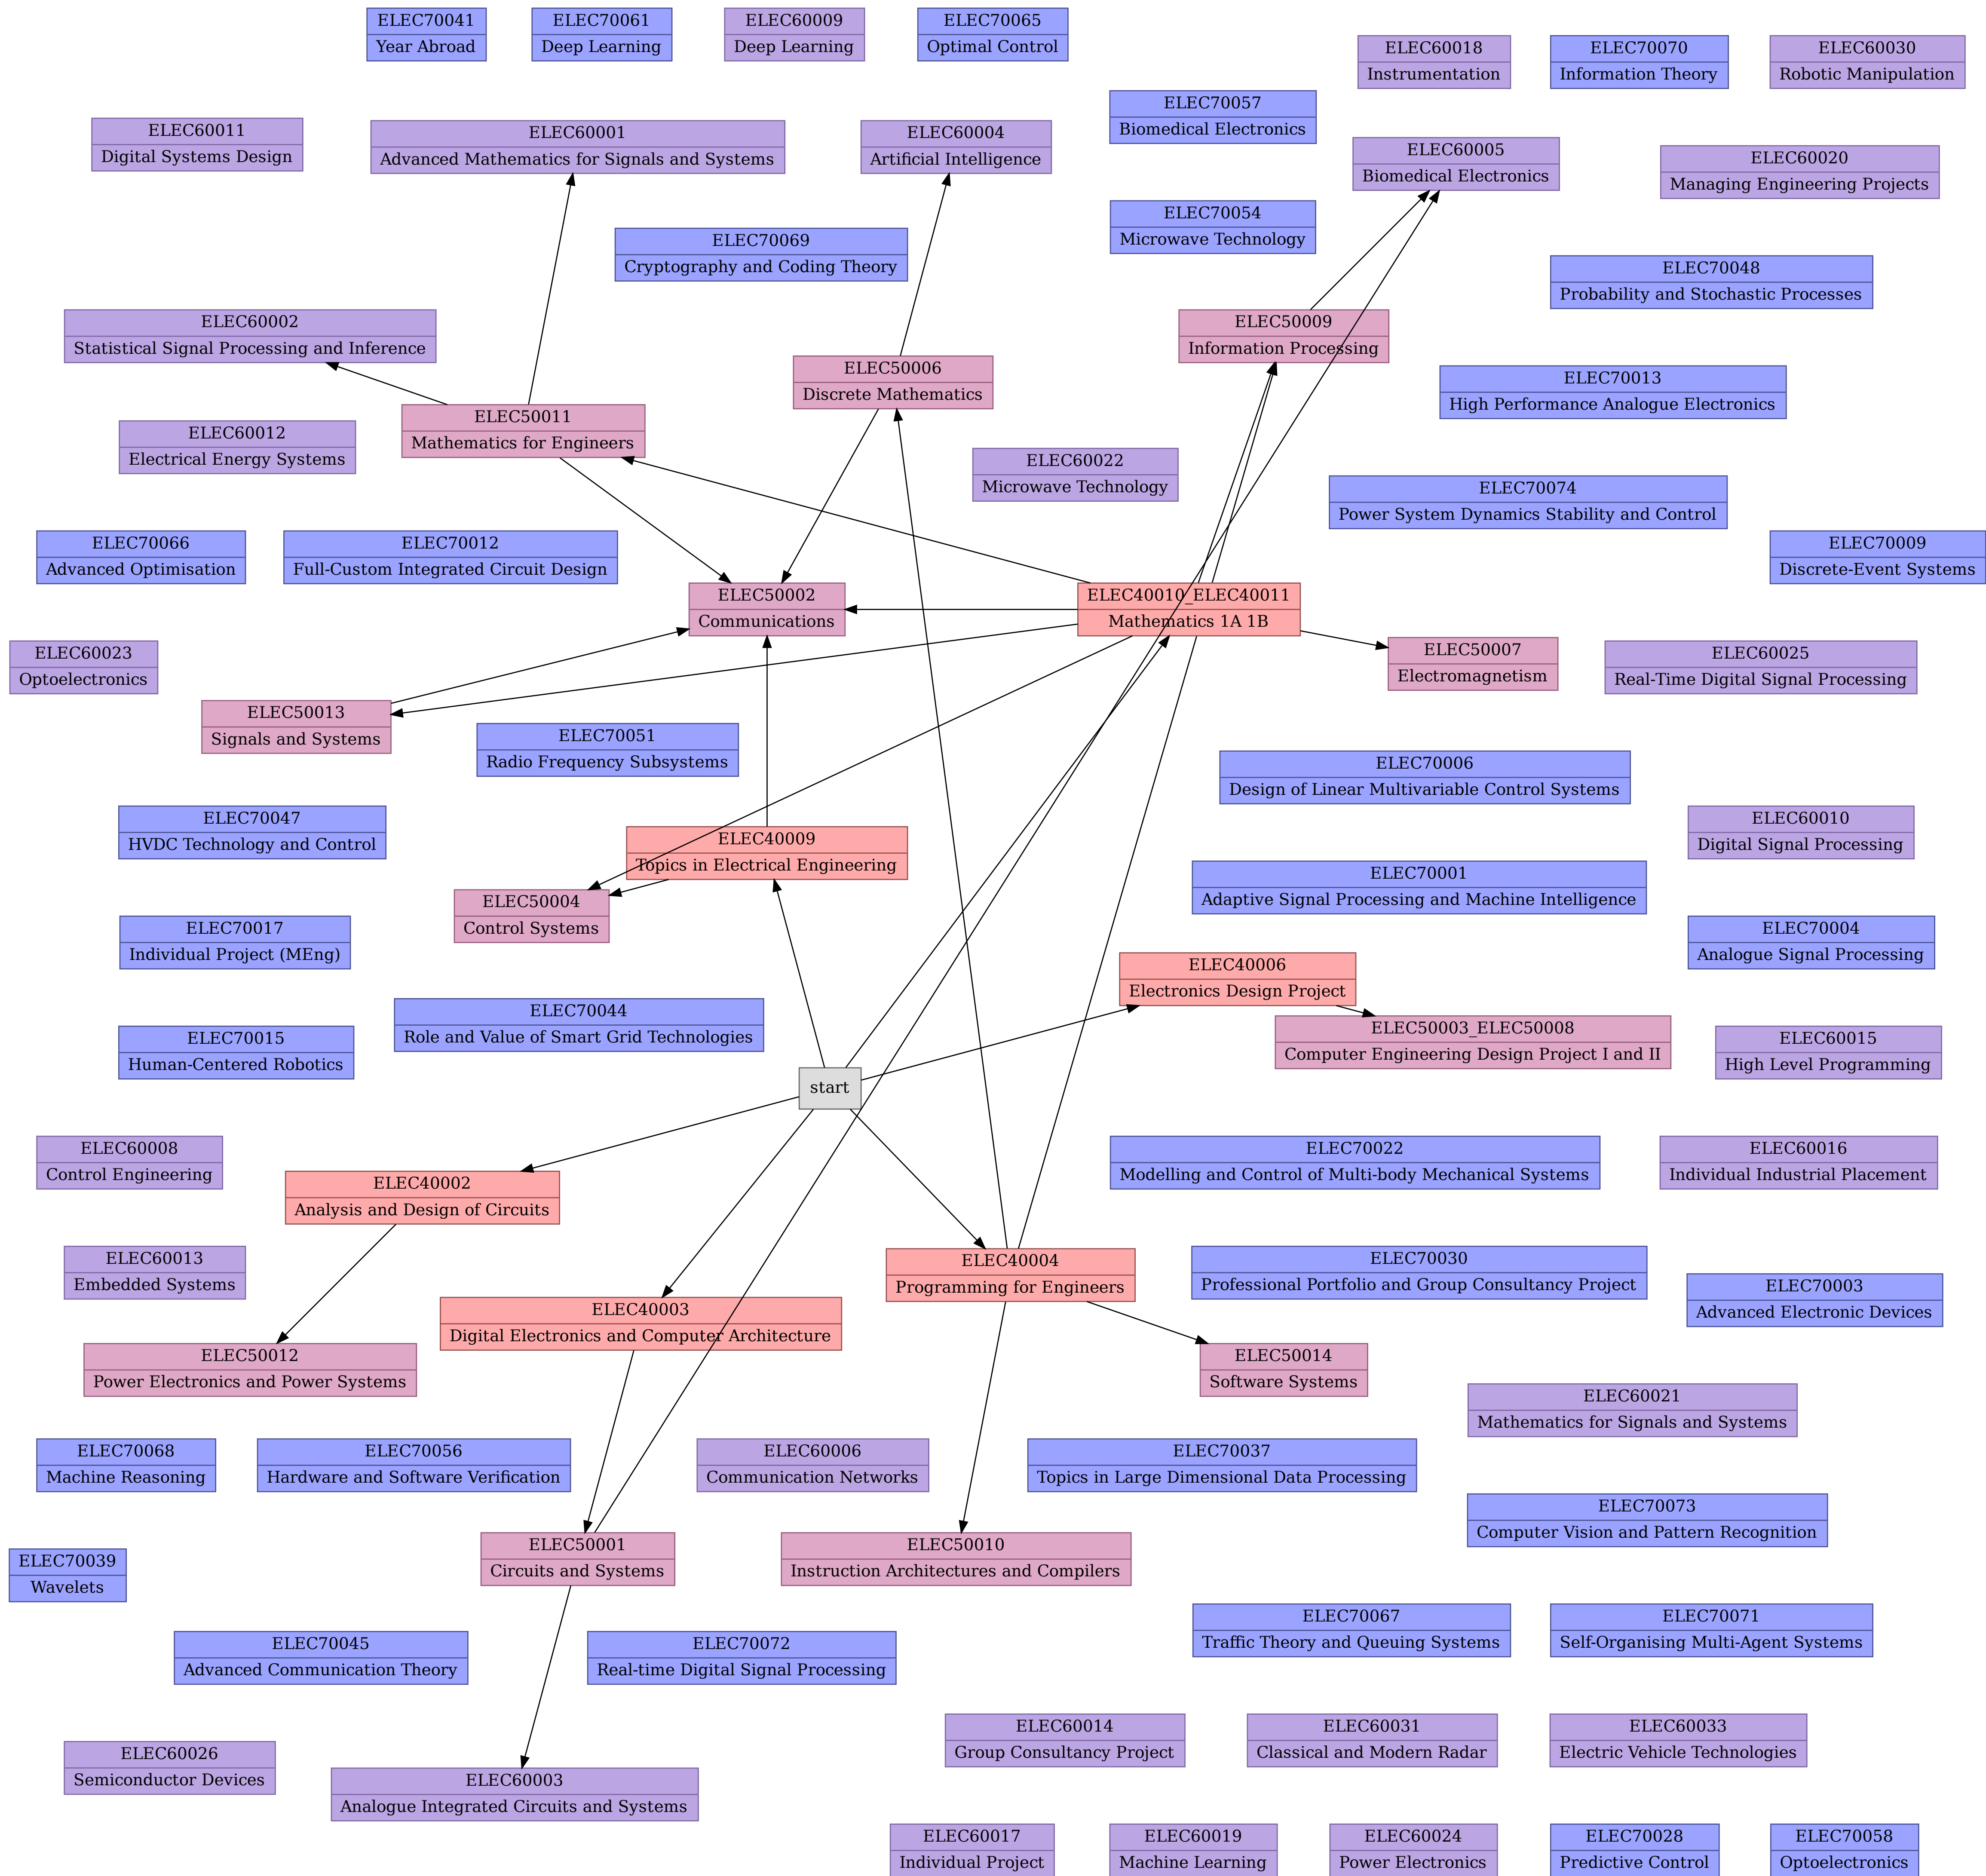 ELEC70041
Year Abroad
ELEC70061
Deep Learning
ELEC60009
Deep Learning
ELEC70065
Optimal Control
ELEC60018
Instrumentation
ELEC70070
Information Theory
ELEC60030
Robotic Manipulation
ELEC70057
Biomedical Electronics
ELEC60011
Digital Systems Design
ELEC60001
Advanced Mathematics for Signals and Systems
ELEC60004
Artificial Intelligence
ELEC60005
Biomedical Electronics
ELEC60020
Managing Engineering Projects
ELEC70054
Microwave Technology
ELEC70069
Cryptography and Coding Theory
ELEC70048
Probability and Stochastic Processes
ELEC60002
Statistical Signal Processing and Inference
ELEC50009
Information Processing
ELEC50006
Discrete Mathematics
ELEC70013
High Performance Analogue Electronics
ELEC50011
Mathematics for Engineers
ELEC60012
Electrical Energy Systems
ELEC60022
Microwave Technology
ELEC70074
Power System Dynamics Stability and Control
ELEC70066
Advanced Optimisation
ELEC70012
Full-Custom Integrated Circuit Design
ELEC70009
Discrete-Event Systems
ELEC50002
Communications
ELEC40010_ELEC40011
Mathematics 1A 1B
ELEC50007
Electromagnetism
ELEC60023
Optoelectronics
ELEC60025
Real-Time Digital Signal Processing
ELEC50013
Signals and Systems
ELEC70051
Radio Frequency Subsystems
ELEC70006
Design of Linear Multivariable Control Systems
ELEC70047
HVDC Technology and Control
ELEC60010
Digital Signal Processing
ELEC40009
Topics in Electrical Engineering
ELEC70001
Adaptive Signal Processing and Machine Intelligence
ELEC50004
Control Systems
ELEC70017
Individual Project (MEng)
ELEC70004
Analogue Signal Processing
ELEC40006
Electronics Design Project
ELEC70044
Role and Value of Smart Grid Technologies
ELEC50003_ELEC50008
Computer Engineering Design Project I and II
ELEC70015
Human-Centered Robotics
ELEC60015
High Level Programming
start
ELEC60008
Control Engineering
ELEC70022
Modelling and Control of Multi-body Mechanical Systems
ELEC60016
Individual Industrial Placement
ELEC40002
Analysis and Design of Circuits
ELEC60013
Embedded Systems
ELEC40004
Programming for Engineers
ELEC70030
Professional Portfolio and Group Consultancy Project
ELEC70003
Advanced Electronic Devices
ELEC40003
Digital Electronics and Computer Architecture
ELEC50012
Power Electronics and Power Systems
ELEC50014
Software Systems
ELEC60021
Mathematics for Signals and Systems
ELEC70068
Machine Reasoning
ELEC70056
Hardware and Software Verification
ELEC60006
Communication Networks
ELEC70037
Topics in Large Dimensional Data Processing
ELEC70073
Computer Vision and Pattern Recognition
ELEC50001
Circuits and Systems
ELEC50010
Instruction Architectures and Compilers
ELEC70039
Wavelets
ELEC70067
Traffic Theory and Queuing Systems
ELEC70071
Self-Organising Multi-Agent Systems
ELEC70045
Advanced Communication Theory
ELEC70072
Real-time Digital Signal Processing
ELEC60014
Group Consultancy Project
ELEC60031
Classical and Modern Radar
ELEC60033
Electric Vehicle Technologies
ELEC60026
Semiconductor Devices
ELEC60003
Analogue Integrated Circuits and Systems
ELEC60017
Individual Project
ELEC60019
Machine Learning
ELEC60024
Power Electronics
ELEC70028
Predictive Control
ELEC70058
Optoelectronics